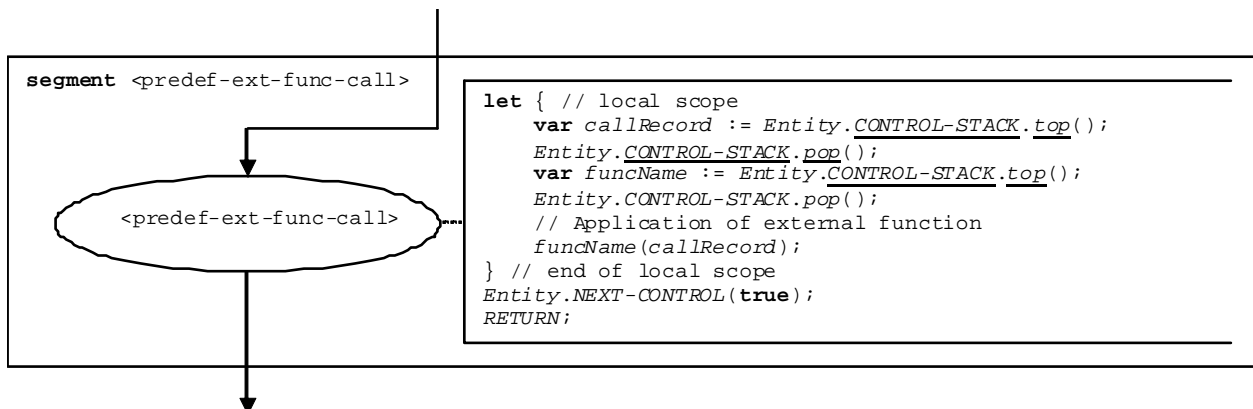 segment <predef-ext-func-call>
<predef-ext-func-call>
let { // local scope
var callRecord := Entity.CONTROL-STACK.top();
Entity.CONTROL-STACK.pop();
var funcName := Entity.CONTROL-STACK.top();
Entity.CONTROL-STACK.pop();
// Application of external function
funcName(callRecord);
} // end of local scope
Entity.NEXT-CONTROL(true);
RETURN;